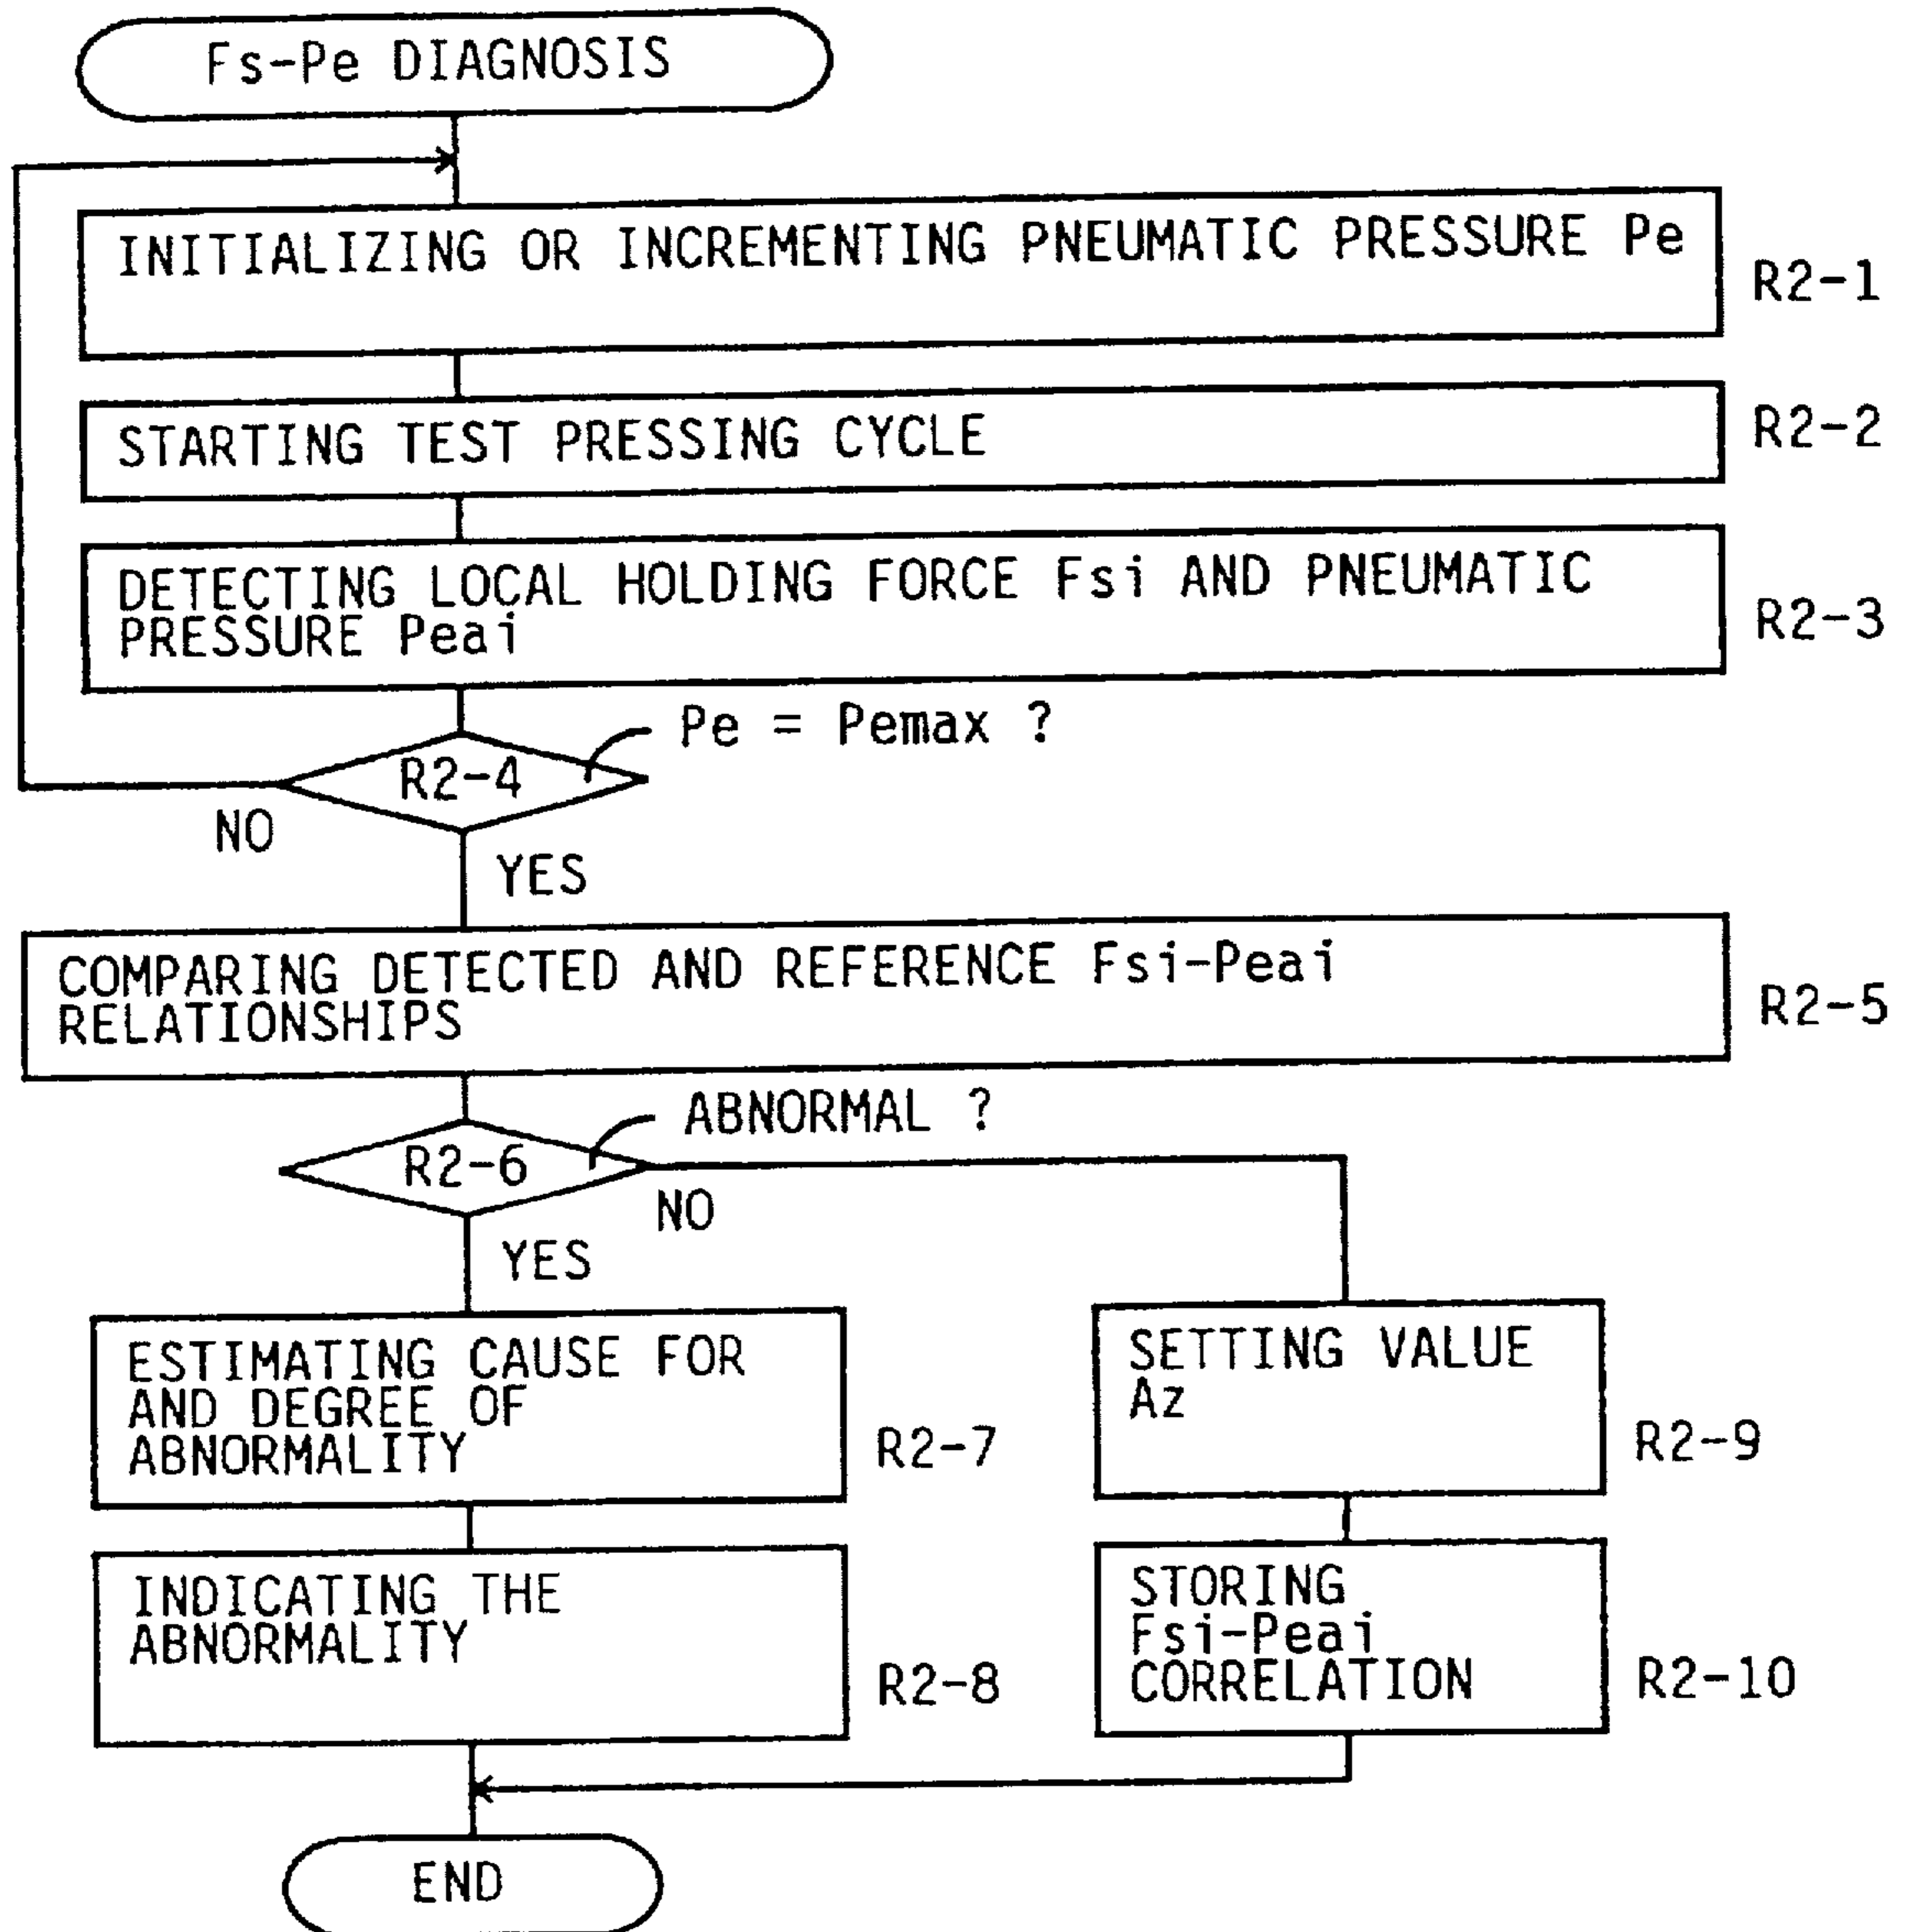 Fs-Pe DIAGNOSIS
INITIALIZING OR INCREMENTING PNEUMATIC PRESSURE Pe
R2-1
STARTING TEST PRESSING CYCLE
R2-2
DETECTING LOCAL HOLDING FORCE Fsi AND PNEUMATIC
PRESSURE Peai
R2-3
Pe = Pemax ?
R2-4
NO
YES
COMPARING DETECTED AND REFERENCE Fsi-Peai
RELATIONSHIPS
R2-5
ABNORMAL ?
R2-6
NO
YES
ESTIMATING CAUSE FOR
AND DEGREE OF
ABNORMALITY
R2-7
SETTING VALUE
Az
R2-9
INDICATING THE
ABNORMALITY
R2-8
STORING
Fsi-Peai
CORRELATION
R2-10
END